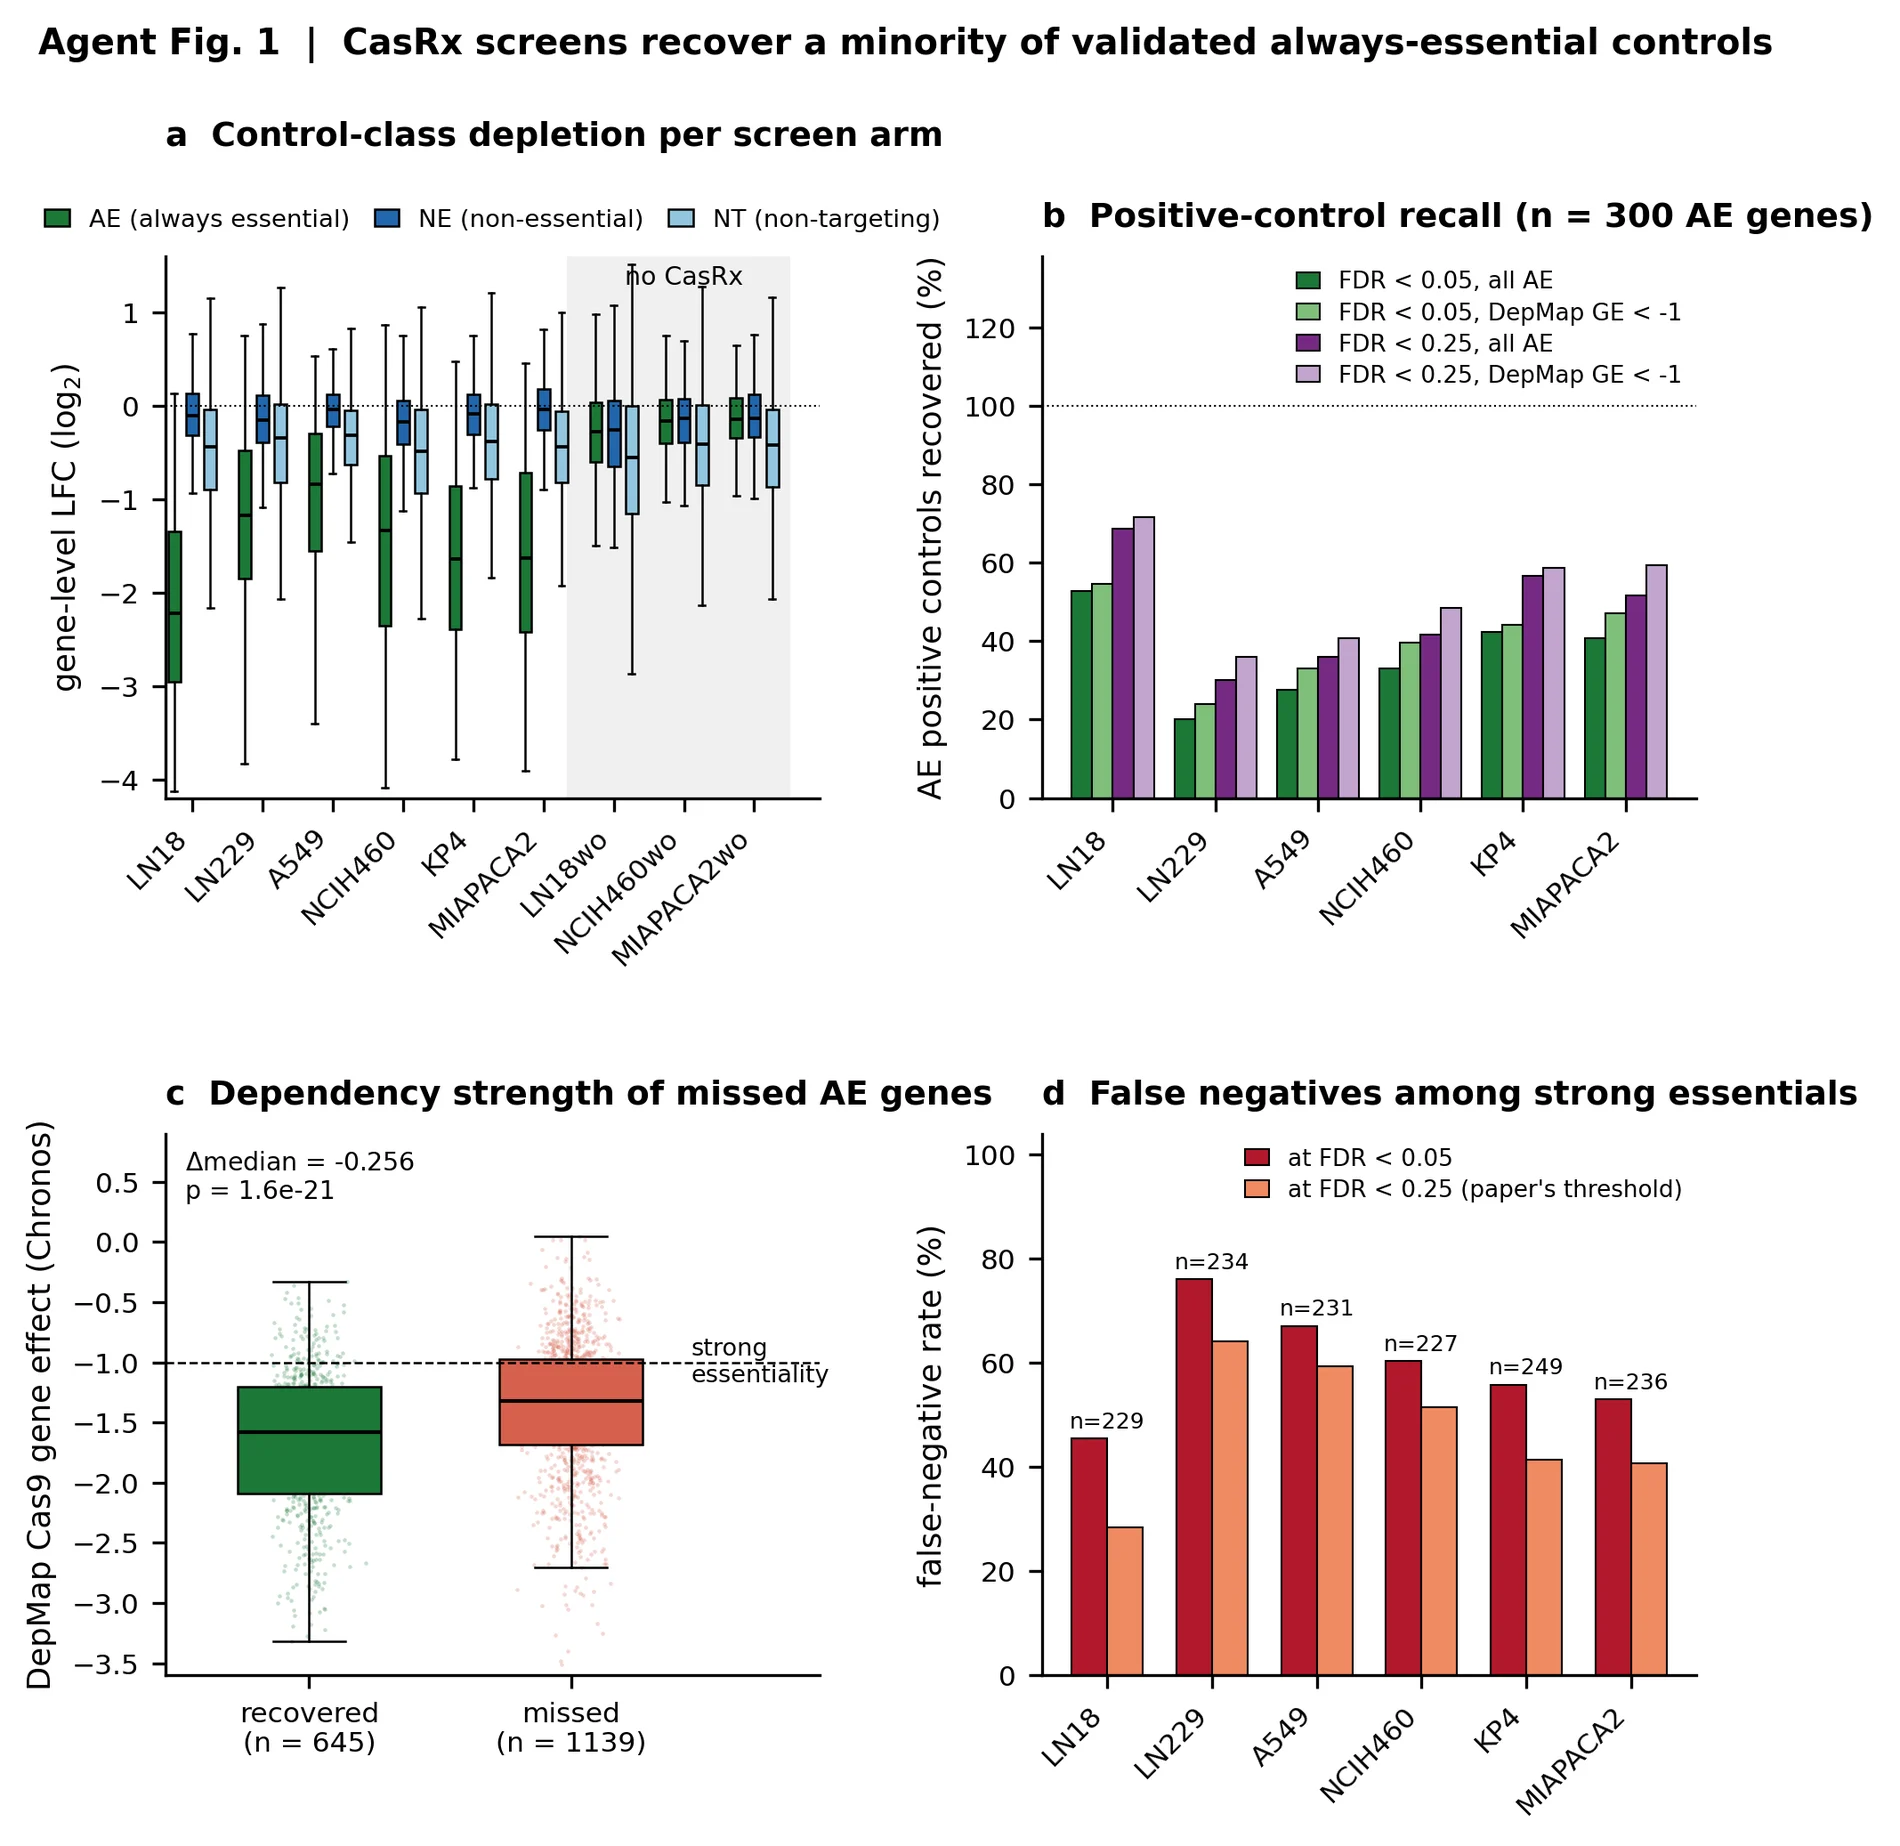 Agent Fig. 1 | CasRx screens recover a minority of validated always-essential controls
a Control-class depletion per screen arm
AE (always essential)
NE (non-essential)
NT (non-targeting)
no CasRx
gene-level LFC (log₂)
1
0
−1
−2
−3
−4
LN18
LN229
A549
NCIH460
KP4
MIAPACA2
LN18wo
NCIH460wo
MIAPACA2wo
b Positive-control recall (n = 300 AE genes)
FDR < 0.05, all AE
FDR < 0.05, DepMap GE < -1
FDR < 0.25, all AE
FDR < 0.25, DepMap GE < -1
AE positive controls recovered (%)
120
100
80
60
40
20
0
LN18
LN229
A549
NCIH460
KP4
MIAPACA2
c Dependency strength of missed AE genes
Δmedian = -0.256
p = 1.6e-21
strong
essentiality
DepMap Cas9 gene effect (Chronos)
0.5
0.0
−0.5
−1.0
−1.5
−2.0
−2.5
−3.0
−3.5
recovered
(n = 645)
missed
(n = 1139)
d False negatives among strong essentials
at FDR < 0.05
at FDR < 0.25 (paper's threshold)
false-negative rate (%)
100
80
60
40
20
0
n=229
n=234
n=231
n=227
n=249
n=236
LN18
LN229
A549
NCIH460
KP4
MIAPACA2